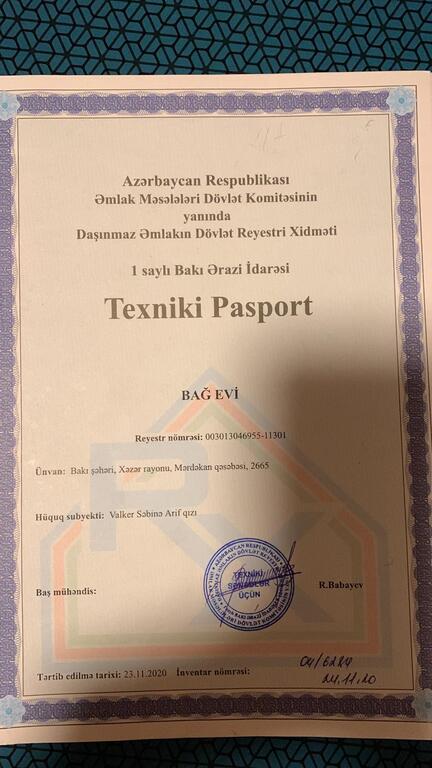 Azərbaycan Respublikası
Əmlak Məsələləri Dövlət Komitəsinin
yanında
Daşınmaz Əmlakın Dövlət Reyestri Xidməti
1 saylı Bakı Ərazi İdarəsi
Texniki Pasport
BAĞ EVİ
Reyestr nömrəsi: 003013046955-11301
Ünvan: Bakı şəhəri, Xəzər rayonu, Mərdəkan qəsəbəsi, 2665
Hüquq subyekti: Valker Səbinə Arif qızı
AZƏRBAYCAN RESPUBLİKASI
TEXNİKİ
SƏNƏDLƏR
ÜÇÜN
Baş mühəndis:
R.Babayev
Tərtib edilmə tarixi: 23.11.2020 İnventar nömrəsi:
04/6284
24.11.20